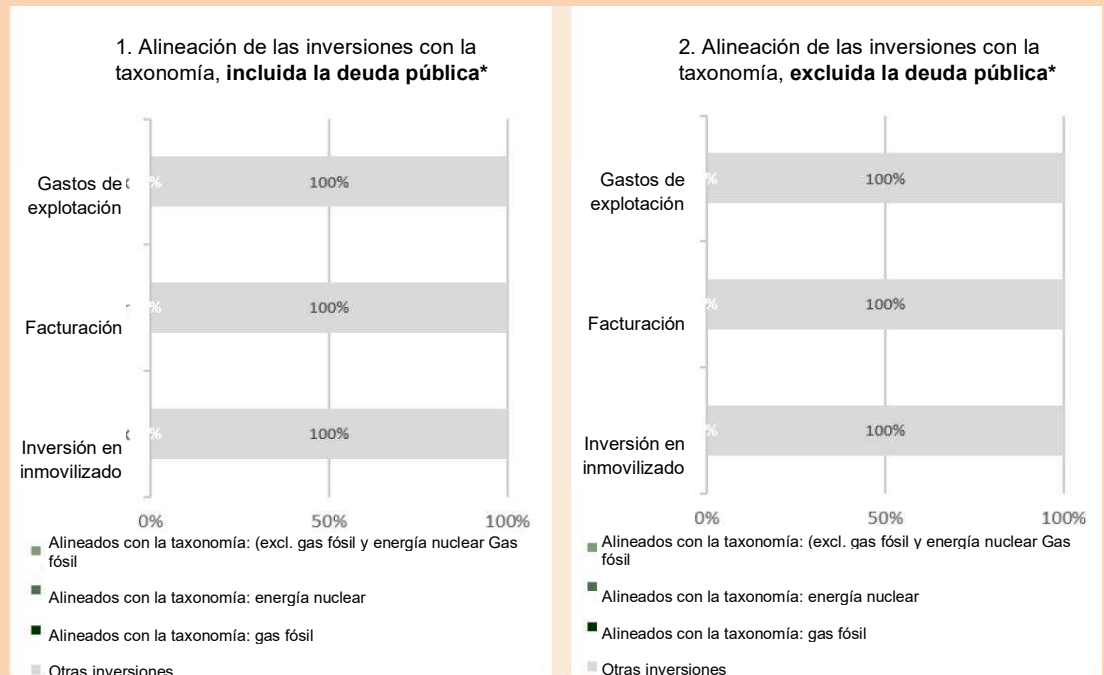 1. Alineación de las inversiones con la
taxonomía, incluida la deuda pública*
Gastos de
explotación
%
100%
Facturación
%
100%
Inversión en
inmovilizado
%
100%
0%
50%
100%
Alineados con la taxonomía: (excl. gas fósil y energía nuclear Gas
fósil
Alineados con la taxonomía: energía nuclear
Alineados con la taxonomía: gas fósil
Otras inversiones
2. Alineación de las inversiones con la
taxonomía, excluida la deuda pública*
Gastos de
explotación
%
100%
Facturación
%
100%
Inversión en
inmovilizado
%
100%
0%
50%
100%
Alineados con la taxonomía: (excl. gas fósil y energía nuclear Gas
fósil
Alineados con la taxonomía: energía nuclear
Alineados con la taxonomía: gas fósil
Otras inversiones